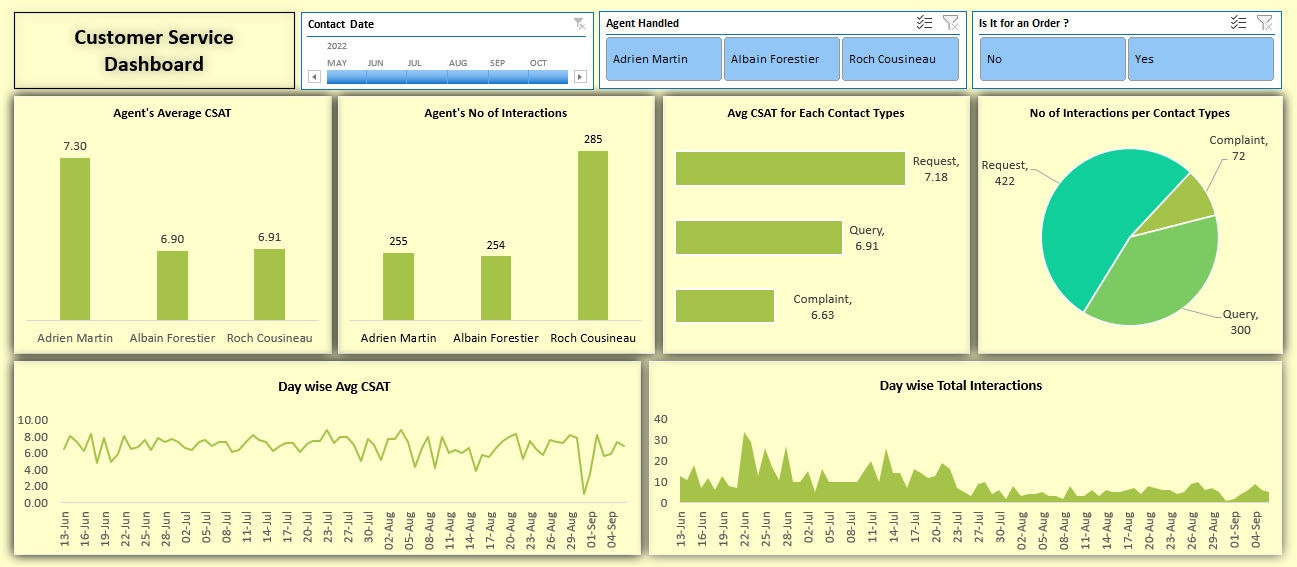 Customer Service
Dashboard
Contact Date
2022
MAY JUN JUL AUG SEP OCT
Agent Handled
Adrien Martin Albain Forestier Roch Cousineau
Is It for an Order ?
No Yes
Agent's Average CSAT
7.30
6.90
6.91
Adrien Martin Albain Forestier Roch Cousineau
Agent's No of Interactions
255
254
285
Adrien Martin Albain Forestier Roch Cousineau
Avg CSAT for Each Contact Types
Request,
7.18
Query,
6.91
Complaint,
6.63
No of Interactions per Contact Types
Complaint,
72
Request,
422
Query,
300
Day wise Avg CSAT
10.00
8.00
6.00
4.00
2.00
0.00
13-Jun 16-Jun 19-Jun 22-Jun 25-Jun 28-Jun 02-Jul 05-Jul 08-Jul 11-Jul 14-Jul 17-Jul 20-Jul 23-Jul 27-Jul 30-Jul 02-Aug 05-Aug 08-Aug 11-Aug 14-Aug 17-Aug 20-Aug 23-Aug 26-Aug 29-Aug 01-Sep 04-Sep
Day wise Total Interactions
40
30
20
10
0
13-Jun 16-Jun 19-Jun 22-Jun 25-Jun 28-Jun 02-Jul 05-Jul 08-Jul 11-Jul 14-Jul 17-Jul 20-Jul 23-Jul 27-Jul 30-Jul 02-Aug 05-Aug 08-Aug 11-Aug 14-Aug 17-Aug 20-Aug 23-Aug 26-Aug 29-Aug 01-Sep 04-Sep